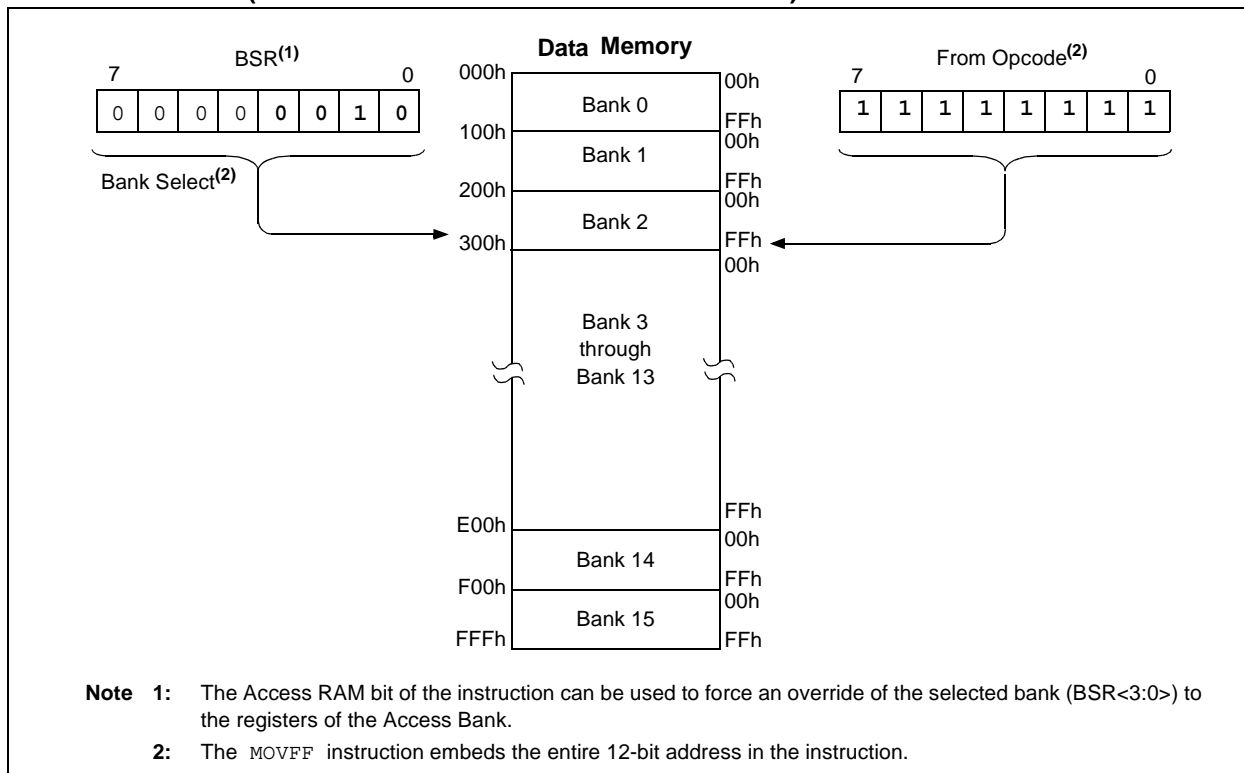 Data Memory
BSR(1)
7 0
0 0 0 0 0 0 1 0
Bank Select(2)
From Opcode(2)
7 0
1 1 1 1 1 1 1 1
000h Bank 0 00h
FFh
100h Bank 1 00h
FFh
200h Bank 2 00h
FFh
300h 00h
Bank 3
through
Bank 13
FFh
E00h Bank 14 00h
FFh
F00h Bank 15 00h
FFFh FFh
Note 1: The Access RAM bit of the instruction can be used to force an override of the selected bank (BSR<3:0>) to
the registers of the Access Bank.
2: The MOVFF instruction embeds the entire 12-bit address in the instruction.